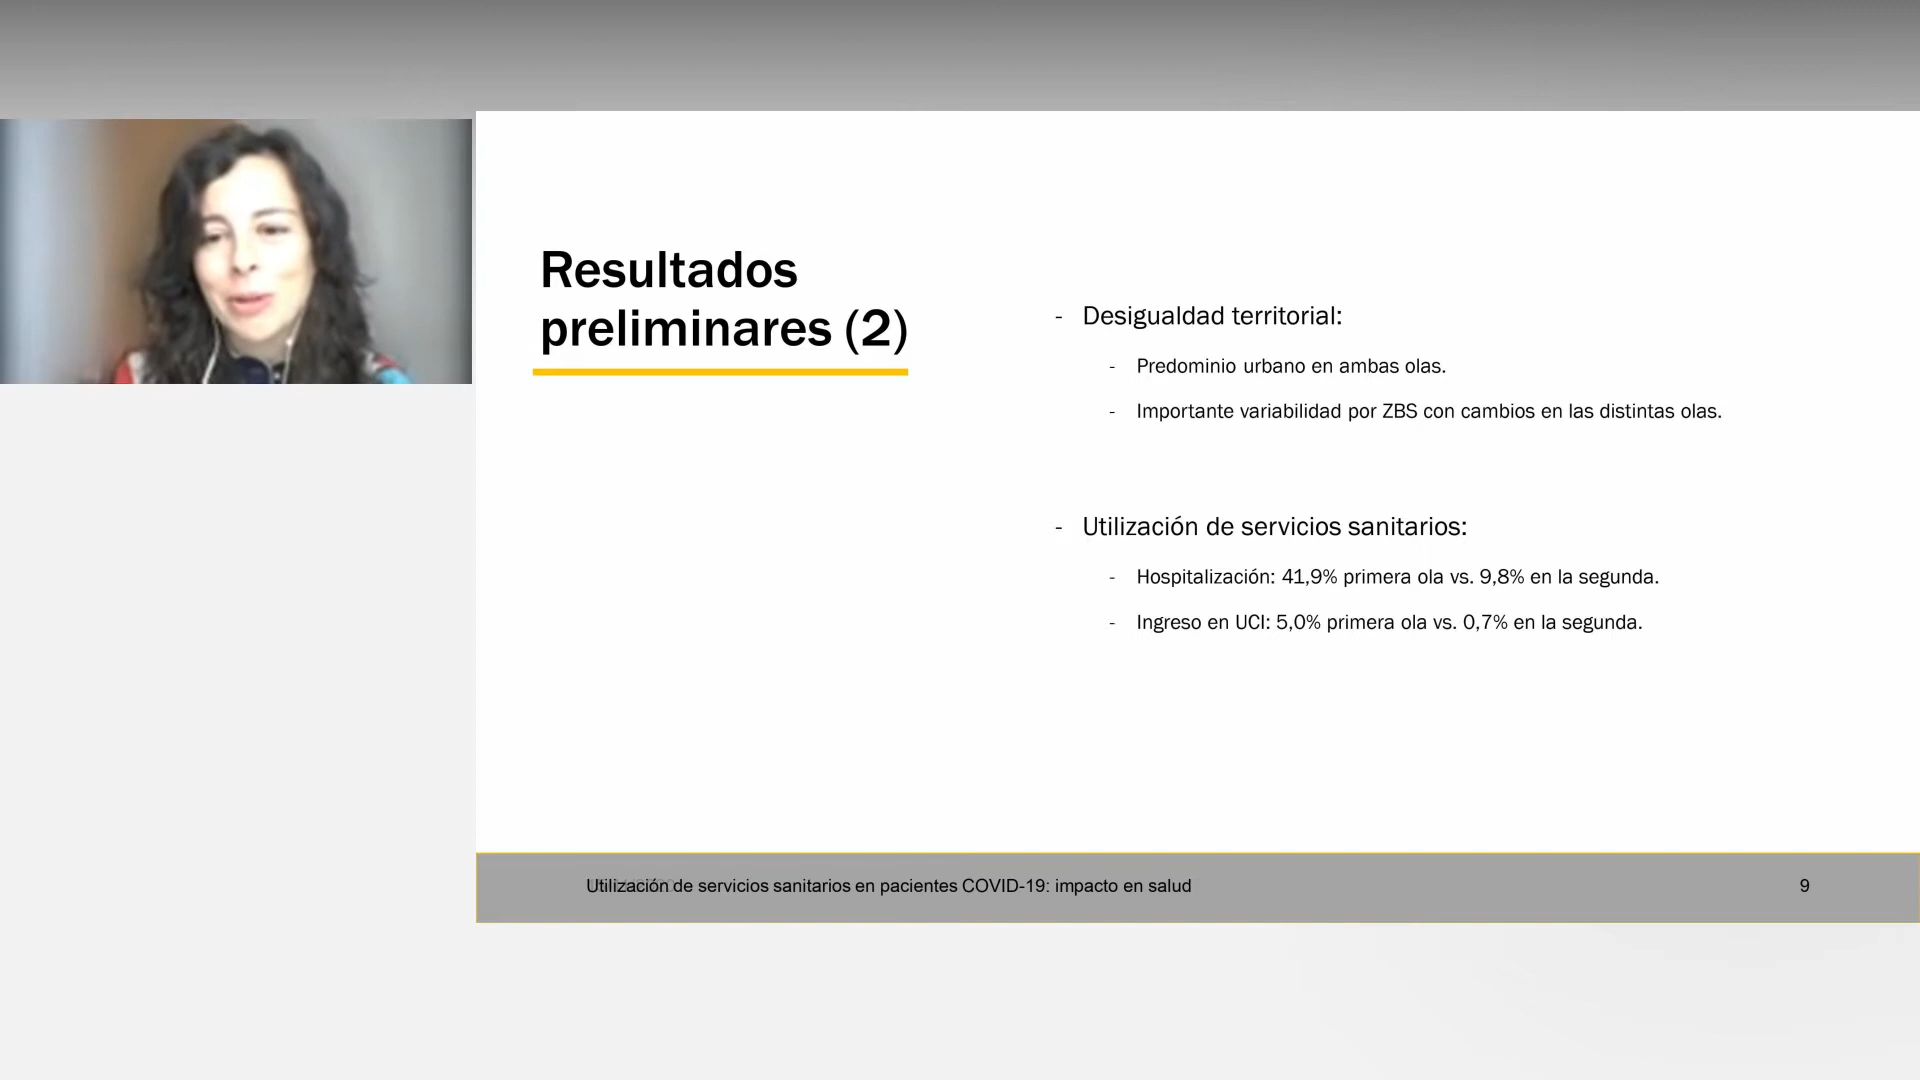 Resultados
preliminares (2)
- Desigualdad territorial:
- Predominio urbano en ambas olas.
- Importante variabilidad por ZBS con cambios en las distintas olas.
- Utilización de servicios sanitarios:
- Hospitalización: 41,9% primera ola vs. 9,8% en la segunda.
- Ingreso en UCI: 5,0% primera ola vs. 0,7% en la segunda.
Utilización de servicios sanitarios en pacientes COVID-19: impacto en salud
9